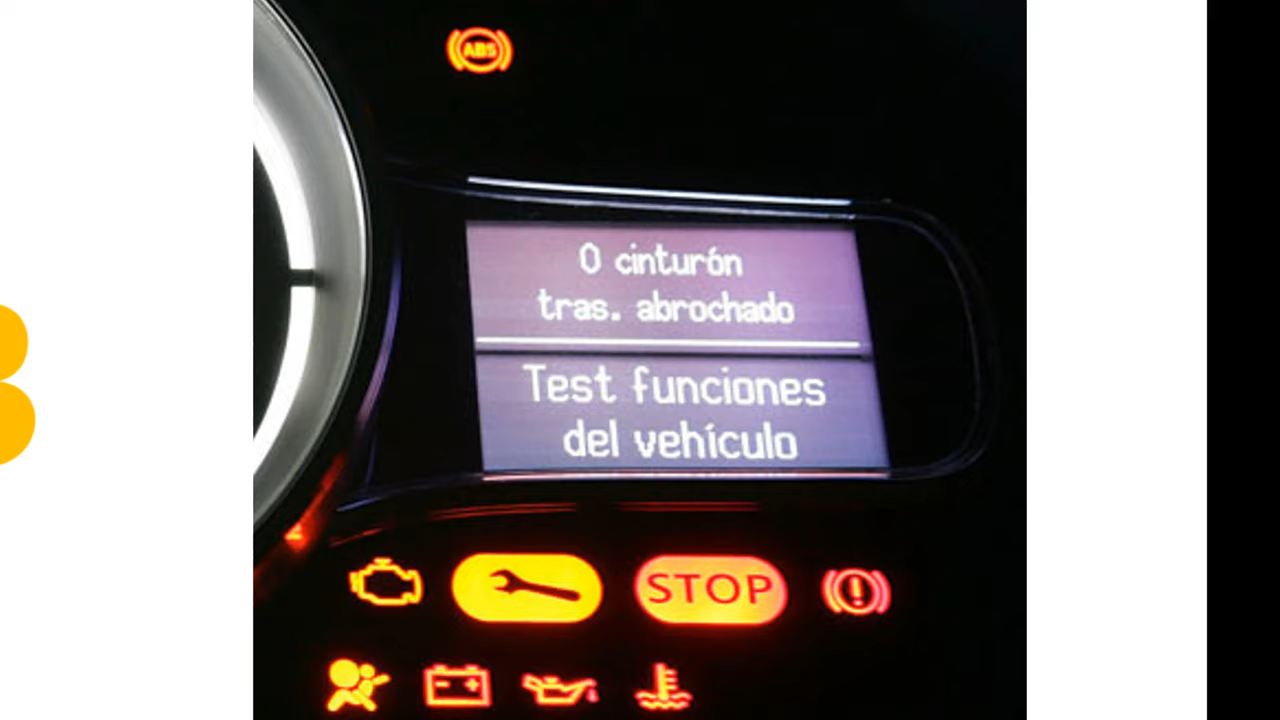 ABS
0 cinturón
tras. abrochado
Test funciones
del vehículo
STOP